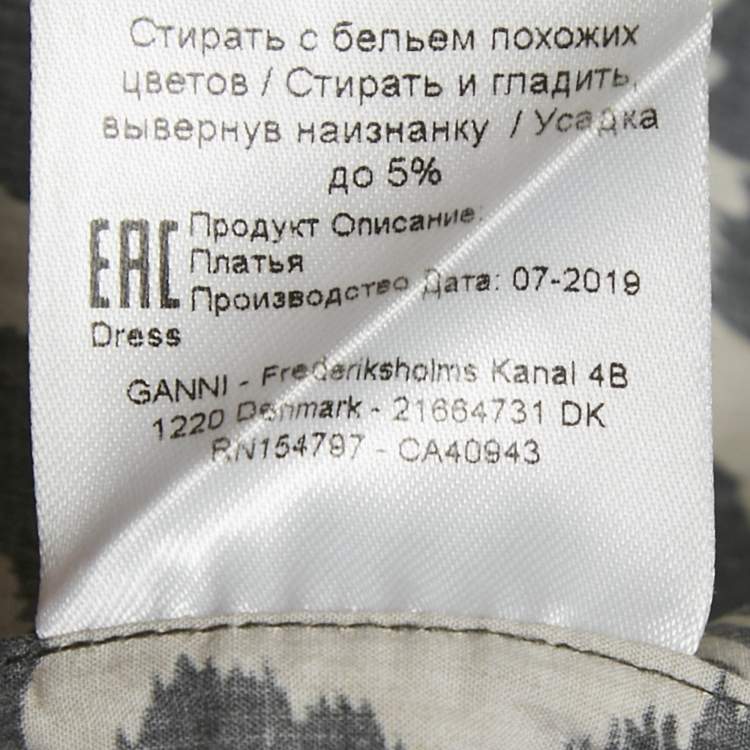 Стирать с бельем похожих
цветов / Стирать и гладить,
вывернув наизнанку / Усадка
до 5%
EAC Продукт Описание:
Платья
Производство Дата: 07-2019
Dress
GANNI - Frederiksholms Kanal 4B
1220 Denmark - 21664731 DK
RN154797 - CA40943